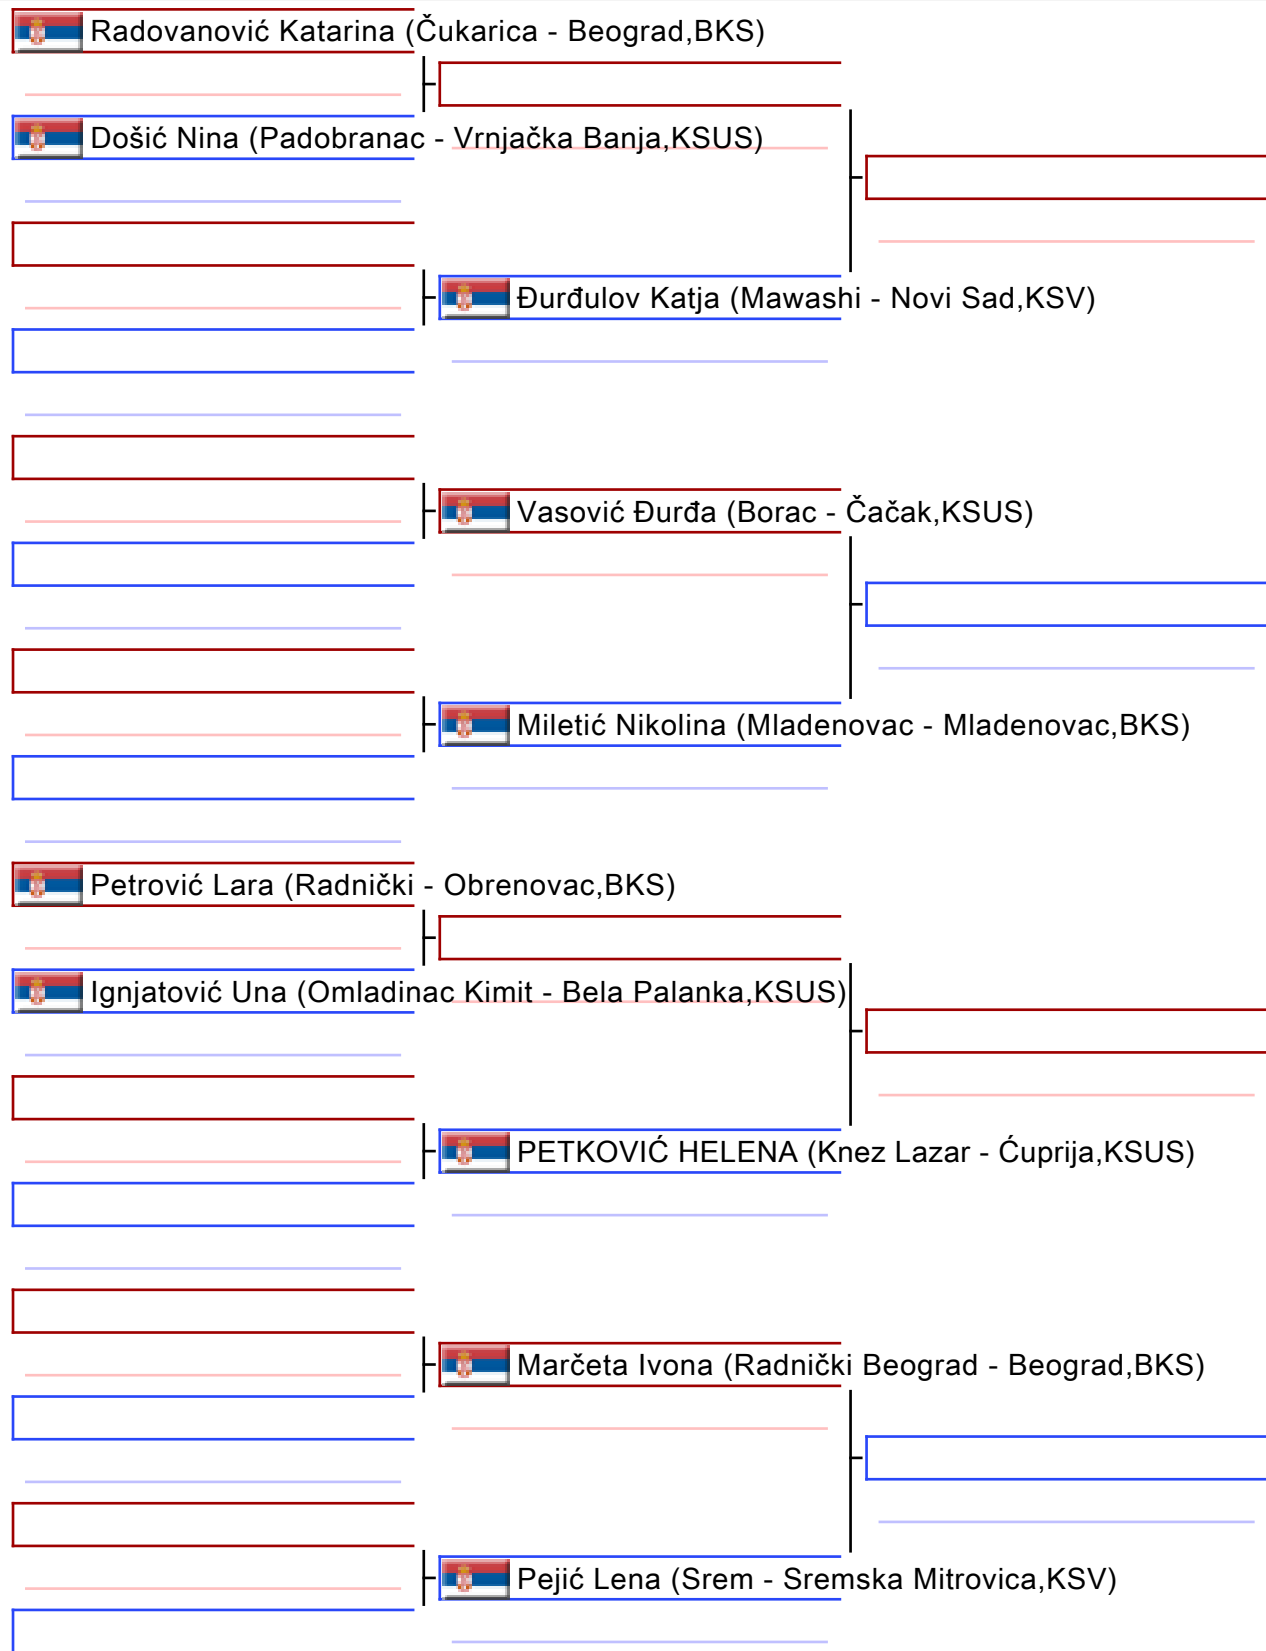 Radovanović Katarina (Čukarica - Beograd,BKS)
Došić Nina (Padobranac - Vrnjačka Banja,KSUS)
Đurđulov Katja (Mawashi - Novi Sad,KSV)
Vasović Đurđa (Borac - Čačak,KSUS)
Miletić Nikolina (Mladenovac - Mladenovac,BKS)
Petrović Lara (Radnički - Obrenovac,BKS)
Ignjatović Una (Omladinac Kimit - Bela Palanka,KSUS)
PETKOVIĆ HELENA (Knez Lazar - Ćuprija,KSUS)
Marčeta Ivona (Radnički Beograd - Beograd,BKS)
Pejić Lena (Srem - Sremska Mitrovica,KSV)